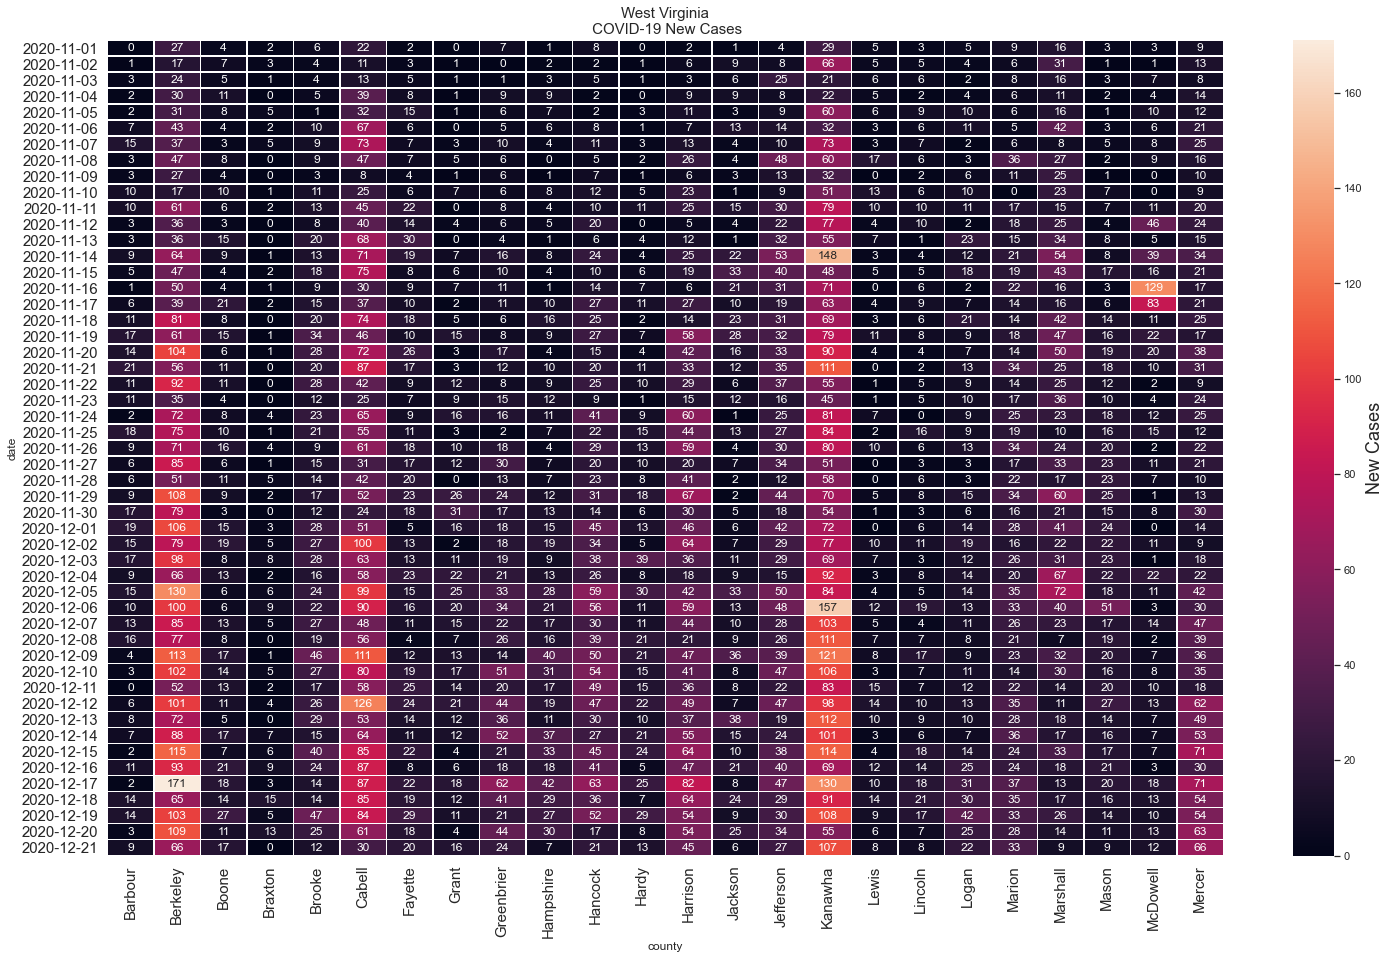 West Virginia
COVID-19 New Cases
2020-11-01 0 27 4 2 6 22 2 0 7 1 8 0 2 1 4 29 5 3 5 9 16 3 3 9
2020-11-02 1 17 7 3 4 11 3 1 0 2 2 1 6 9 8 66 5 5 4 6 31 1 1 13
2020-11-03 3 24 5 1 4 13 5 1 1 3 5 1 3 6 25 21 6 6 2 8 16 3 7 8
2020-11-04 2 30 11 0 5 39 8 1 9 9 2 0 9 9 8 22 5 2 4 6 11 2 4 14
2020-11-05 2 31 8 5 1 32 15 1 6 7 2 3 11 3 9 60 6 9 10 6 16 1 10 12
2020-11-06 7 43 4 2 10 67 6 0 5 6 8 1 7 13 14 32 3 6 11 5 42 3 6 21
2020-11-07 15 37 3 5 9 73 7 3 10 4 11 3 13 4 10 73 3 7 2 6 8 5 8 25
2020-11-08 3 47 8 0 9 47 7 5 6 0 5 2 26 4 48 60 17 6 3 36 27 2 9 16
2020-11-09 3 27 4 0 3 8 4 1 6 1 7 1 6 3 13 32 0 2 6 11 25 1 0 10
2020-11-10 10 17 10 1 11 25 6 7 6 8 12 5 23 1 9 51 13 6 10 0 23 7 0 9
2020-11-11 10 61 6 2 13 45 22 0 8 4 10 11 25 15 30 79 10 10 11 17 15 7 11 20
2020-11-12 3 36 3 0 8 40 14 4 6 5 20 0 5 4 22 77 4 10 2 18 25 4 46 24
2020-11-13 3 36 15 0 20 68 30 0 4 1 6 4 12 1 32 55 7 1 23 15 34 8 5 15
2020-11-14 9 64 9 1 13 71 19 7 16 8 24 4 25 22 53 148 3 4 12 21 54 8 39 34
2020-11-15 5 47 4 2 18 75 8 6 10 4 10 6 19 33 40 48 5 5 18 19 43 17 16 21
2020-11-16 1 50 4 1 9 30 9 7 11 1 14 7 6 21 31 71 0 6 2 22 16 3 129 17
2020-11-17 6 39 21 2 15 37 10 2 11 10 27 11 27 10 19 63 4 9 7 14 16 6 83 21
2020-11-18 11 81 8 0 20 74 18 5 6 16 25 2 14 23 31 69 3 6 21 14 42 14 11 25
2020-11-19 17 61 15 1 34 46 10 15 8 9 27 7 58 28 32 79 11 8 9 18 47 16 22 17
2020-11-20 14 104 6 1 28 72 26 3 17 4 15 4 42 16 33 90 4 4 7 14 50 19 20 38
2020-11-21 21 56 11 0 20 87 17 3 12 10 20 11 33 12 35 111 0 2 13 34 25 18 10 31
2020-11-22 11 92 11 0 28 42 9 12 8 9 25 10 29 6 37 55 1 5 9 14 25 12 2 9
2020-11-23 11 35 4 0 12 25 7 9 15 12 9 1 15 12 16 45 1 5 10 17 36 10 4 24
2020-11-24 2 72 8 4 23 65 9 16 16 11 41 9 60 1 25 81 7 0 9 25 23 18 12 25
2020-11-25 18 75 10 1 21 55 11 3 2 7 22 15 44 13 27 84 2 16 9 19 10 16 15 12
2020-11-26 9 71 16 4 9 61 18 10 18 4 29 13 59 4 30 80 10 6 13 34 24 20 2 22
2020-11-27 6 85 6 1 15 31 17 12 30 7 20 10 20 7 34 51 0 3 3 17 33 23 11 21
2020-11-28 6 51 11 5 14 42 20 0 13 7 23 8 41 2 12 58 0 6 3 22 17 23 7 10
2020-11-29 9 108 9 2 17 52 23 26 24 12 31 18 67 2 44 70 5 8 15 34 60 25 1 13
2020-11-30 17 79 3 0 12 24 18 31 17 13 14 6 30 5 18 54 1 3 6 16 21 15 8 30
2020-12-01 19 106 15 3 28 51 5 16 18 15 45 13 46 6 42 72 0 6 14 28 41 24 0 14
2020-12-02 15 79 19 5 27 100 13 2 18 19 34 5 64 7 29 77 10 11 19 16 22 22 11 9
2020-12-03 17 98 8 8 28 63 13 11 19 9 38 39 36 11 29 69 7 3 12 26 31 23 1 18
2020-12-04 9 66 13 2 16 58 23 22 21 13 26 8 18 9 15 92 3 8 14 20 67 22 22 22
2020-12-05 15 130 6 6 24 99 15 25 33 28 59 30 42 33 50 84 4 5 14 35 72 18 11 42
2020-12-06 10 100 6 9 22 90 16 20 34 21 56 11 59 13 48 157 12 19 13 33 40 51 3 30
2020-12-07 13 85 13 5 27 48 11 15 22 17 30 11 44 10 28 103 5 4 11 26 23 17 14 47
2020-12-08 16 77 8 0 19 56 4 7 26 16 39 21 21 9 26 111 7 7 8 21 7 19 2 39
2020-12-09 4 113 17 1 46 111 12 13 14 40 50 21 47 36 39 121 8 17 9 23 32 20 7 36
2020-12-10 3 102 14 5 27 80 19 17 51 31 54 15 41 8 47 106 3 7 11 14 30 16 8 35
2020-12-11 0 52 13 2 17 58 25 14 20 17 49 15 36 8 22 83 15 7 12 22 14 20 10 18
2020-12-12 6 101 11 4 26 126 24 21 44 19 47 22 49 7 47 98 14 10 13 35 11 27 13 62
2020-12-13 8 72 5 0 29 53 14 12 36 11 30 10 37 38 19 112 10 9 10 28 18 14 7 49
2020-12-14 7 88 17 7 15 64 11 12 52 37 27 21 55 15 24 101 3 6 7 36 17 16 7 53
2020-12-15 2 115 7 6 40 85 22 4 21 33 45 24 64 10 38 114 4 18 14 24 33 17 7 71
2020-12-16 11 93 21 9 24 87 8 6 18 18 41 5 47 21 40 69 12 14 25 24 18 21 3 30
2020-12-17 2 171 18 3 14 87 22 18 62 42 63 25 82 8 47 130 10 18 31 37 13 20 18 71
2020-12-18 14 65 14 15 14 85 19 12 41 29 36 7 64 24 29 91 14 21 30 35 17 16 13 54
2020-12-19 14 103 27 5 47 84 29 11 21 27 52 29 54 9 30 108 9 17 42 33 26 14 10 54
2020-12-20 3 109 11 13 25 61 18 4 44 30 17 8 54 25 34 55 6 7 25 28 14 11 13 63
2020-12-21 9 66 17 0 12 30 20 16 24 7 21 13 45 6 27 107 8 8 22 33 9 9 12 66
Barbour Berkeley Boone Braxton Brooke Cabell Fayette Grant Greenbrier Hampshire Hancock Hardy Harrison Jackson Jefferson Kanawha Lewis Lincoln Logan Marion Marshall Mason McDowell Mercer
county
date
160
140
120
100
80
60
40
20
0
New Cases